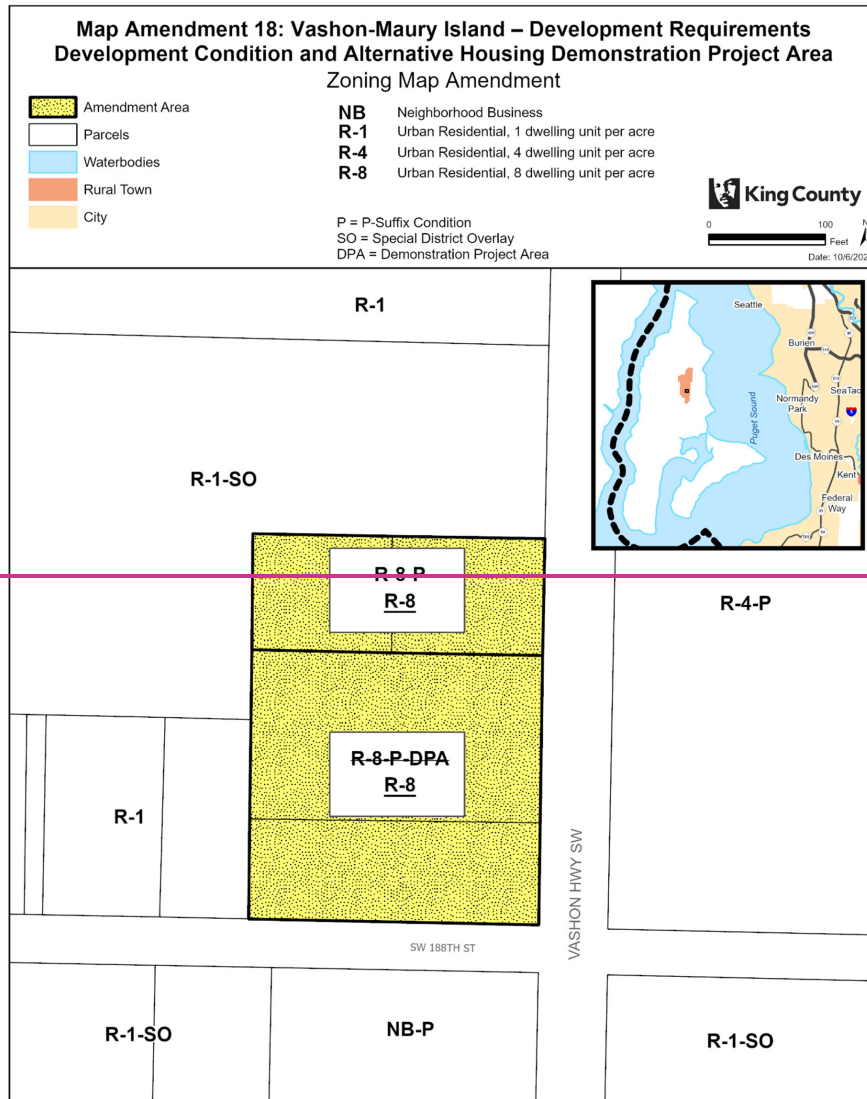 Map Amendment 18: Vashon-Maury Island – Development Requirements
Development Condition and Alternative Housing Demonstration Project Area
Zoning Map Amendment
Amendment Area
Parcels
Waterbodies
Rural Town
City
NB Neighborhood Business
R-1 Urban Residential, 1 dwelling unit per acre
R-4 Urban Residential, 4 dwelling unit per acre
R-8 Urban Residential, 8 dwelling unit per acre
P = P-Suffix Condition
SO = Special District Overlay
DPA = Demonstration Project Area
King County
0 100
Feet
N
Date: 10/6/202
R-1
Seattle
Burien
SeaTac
Normandy
Park
Puget Sound
Des Moines
Kent
Federal
Way
R-1-SO
R-8-P
R-8
R-4-P
R-8-P-DPA
R-8
R-1
VASHON HWY SW
SW 188TH ST
R-1-SO
NB-P
R-1-SO